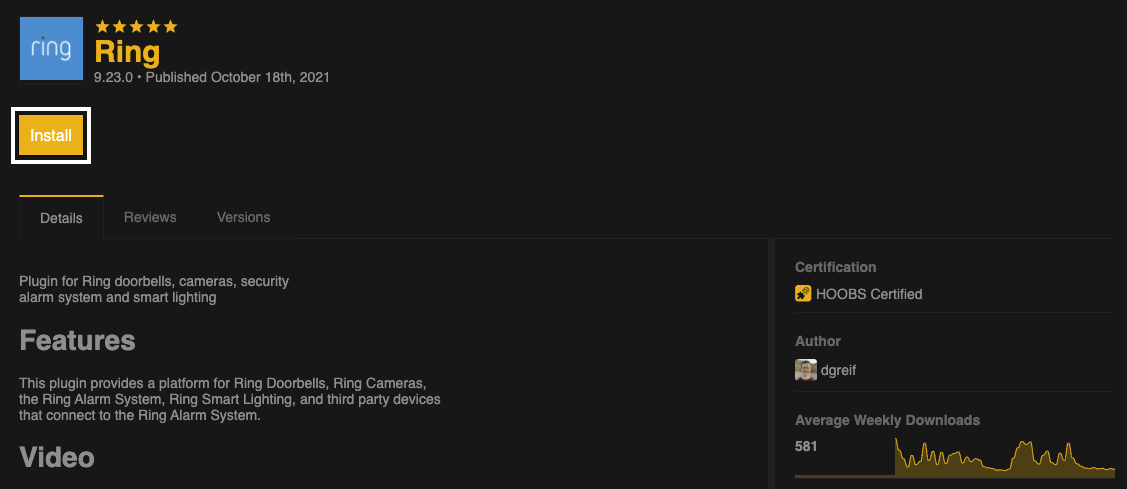 ring
Ring
9.23.0 • Published October 18th, 2021
Install
Details
Reviews
Versions
Plugin for Ring doorbells, cameras, security
alarm system and smart lighting
Features
This plugin provides a platform for Ring Doorbells, Ring Cameras,
the Ring Alarm System, Ring Smart Lighting, and third party devices
that connect to the Ring Alarm System.
Video
Certification
HOOBS Certified
Author
dgreif
Average Weekly Downloads
581